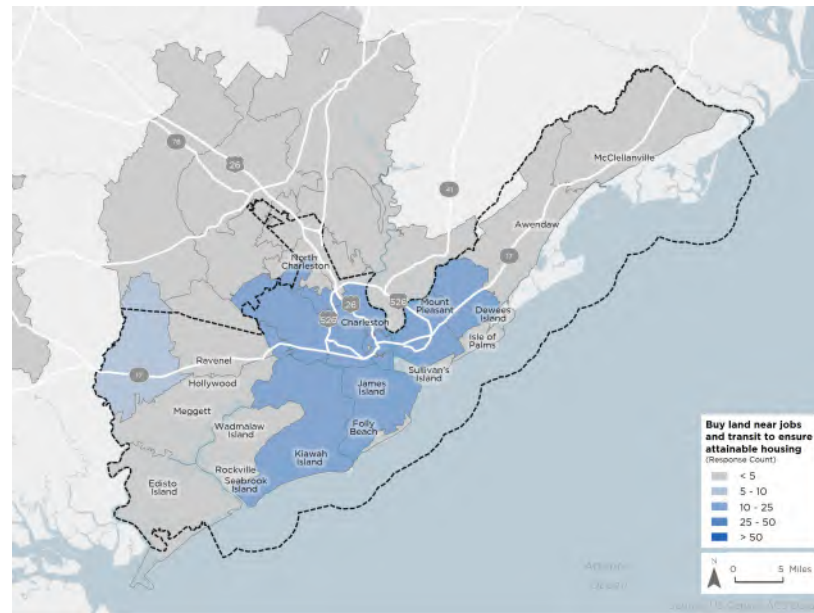 78
26
41
McClellanville
Awendaw
17
North
Charleston
526
Mount
Pleasant
26
526
Charleston
Dewees
Island
Isle of
Palms
Sullivan's
Island
17
Ravenel
Hollywood
James
Island
Meggett
Wadmalaw
Island
Folly
Beach
Kiawah
Island
Rockville
Seabrook
Island
Edisto
Island
Buy land near jobs
and transit to ensure
attainable housing
(Response Count)
< 5
5 - 10
10 - 25
25 - 50
> 50
N
0 5 Miles
Atlantic
Ocean